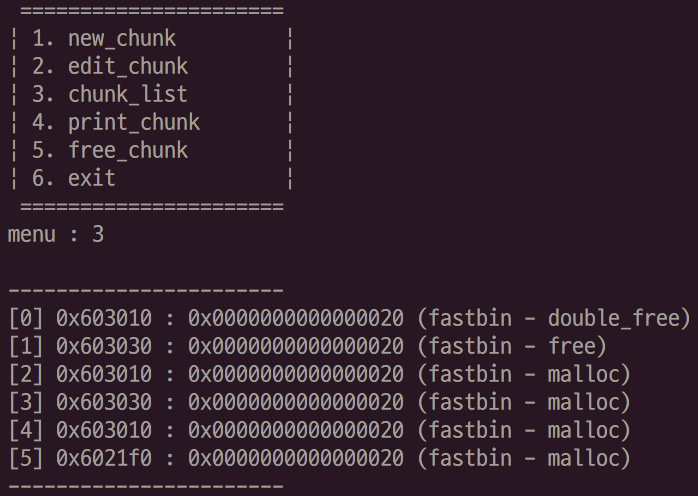 ======================
¦ 1. new_chunk         ¦
¦ 2. edit_chunk        ¦
¦ 3. chunk_list        ¦
¦ 4. print_chunk       ¦
¦ 5. free_chunk        ¦
¦ 6. exit              ¦
======================
menu : 3
-----------------------
[0] 0x603010 : 0x0000000000000020 (fastbin - double_free)
[1] 0x603030 : 0x0000000000000020 (fastbin - free)
[2] 0x603010 : 0x0000000000000020 (fastbin - malloc)
[3] 0x603030 : 0x0000000000000020 (fastbin - malloc)
[4] 0x603010 : 0x0000000000000020 (fastbin - malloc)
[5] 0x6021f0 : 0x0000000000000020 (fastbin - malloc)
-----------------------